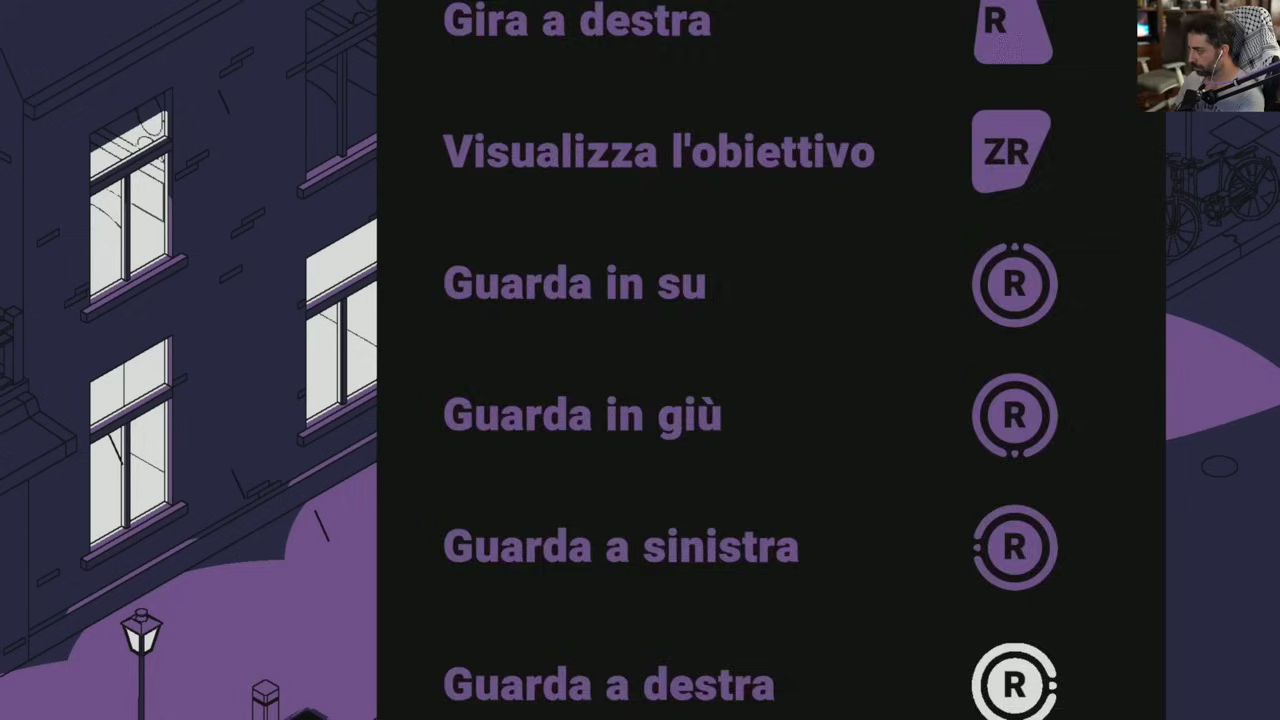 Gira a destra R
Visualizza l'obiettivo ZR
Guarda in su R
Guarda in giù R
Guarda a sinistra R
Guarda a destra R